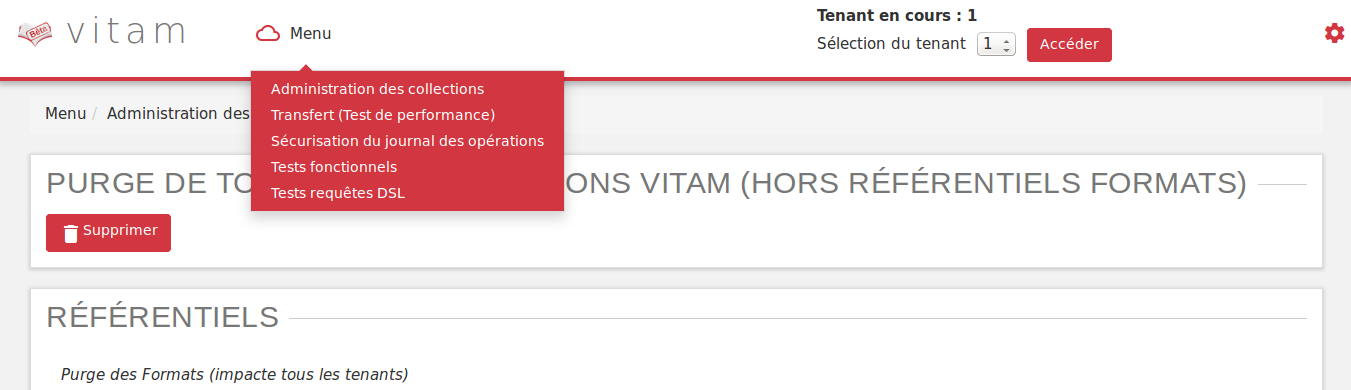 Bêta vitam
Menu
Tenant en cours : 1
Sélection du tenant 1 Accéder
Administration des collections
Transfert (Test de performance)
Sécurisation du journal des opérations
Tests fonctionnels
Tests requêtes DSL
Menu / Administration des
PURGE DE TO IONS VITAM (HORS RÉFÉRENTIELS FORMATS)
Supprimer
RÉFÉRENTIELS
Purge des Formats (impacte tous les tenants)